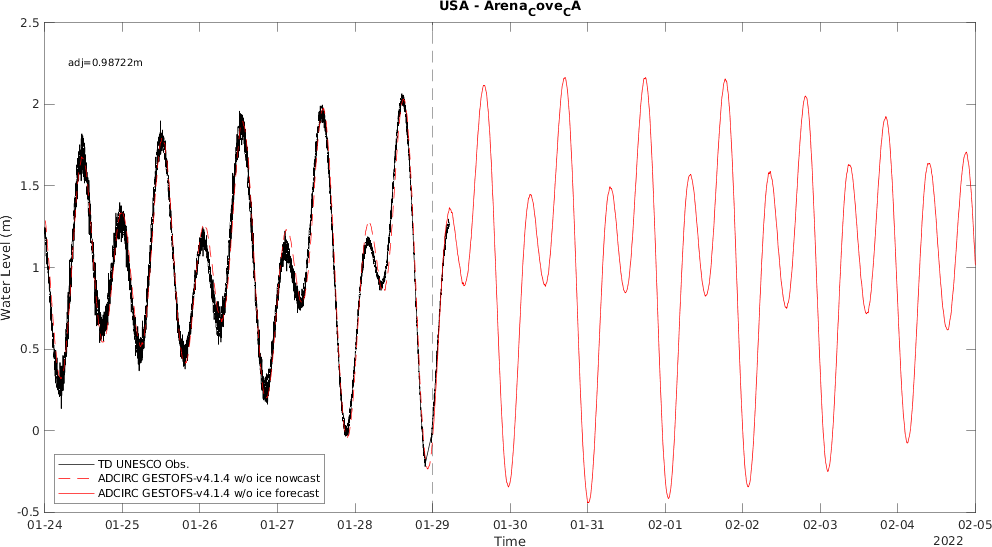 USA - ArenaCoveCA
2.5
adj=0.98722m
2
1.5
Water Level (m)
1
0.5
0
TD UNESCO Obs.
ADCIRC GESTOFS-v4.1.4 w/o ice nowcast
ADCIRC GESTOFS-v4.1.4 w/o ice forecast
-0.5
01-24 01-25 01-26 01-27 01-28 01-29 01-30 01-31 02-01 02-02 02-03 02-04 02-05
Time
2022